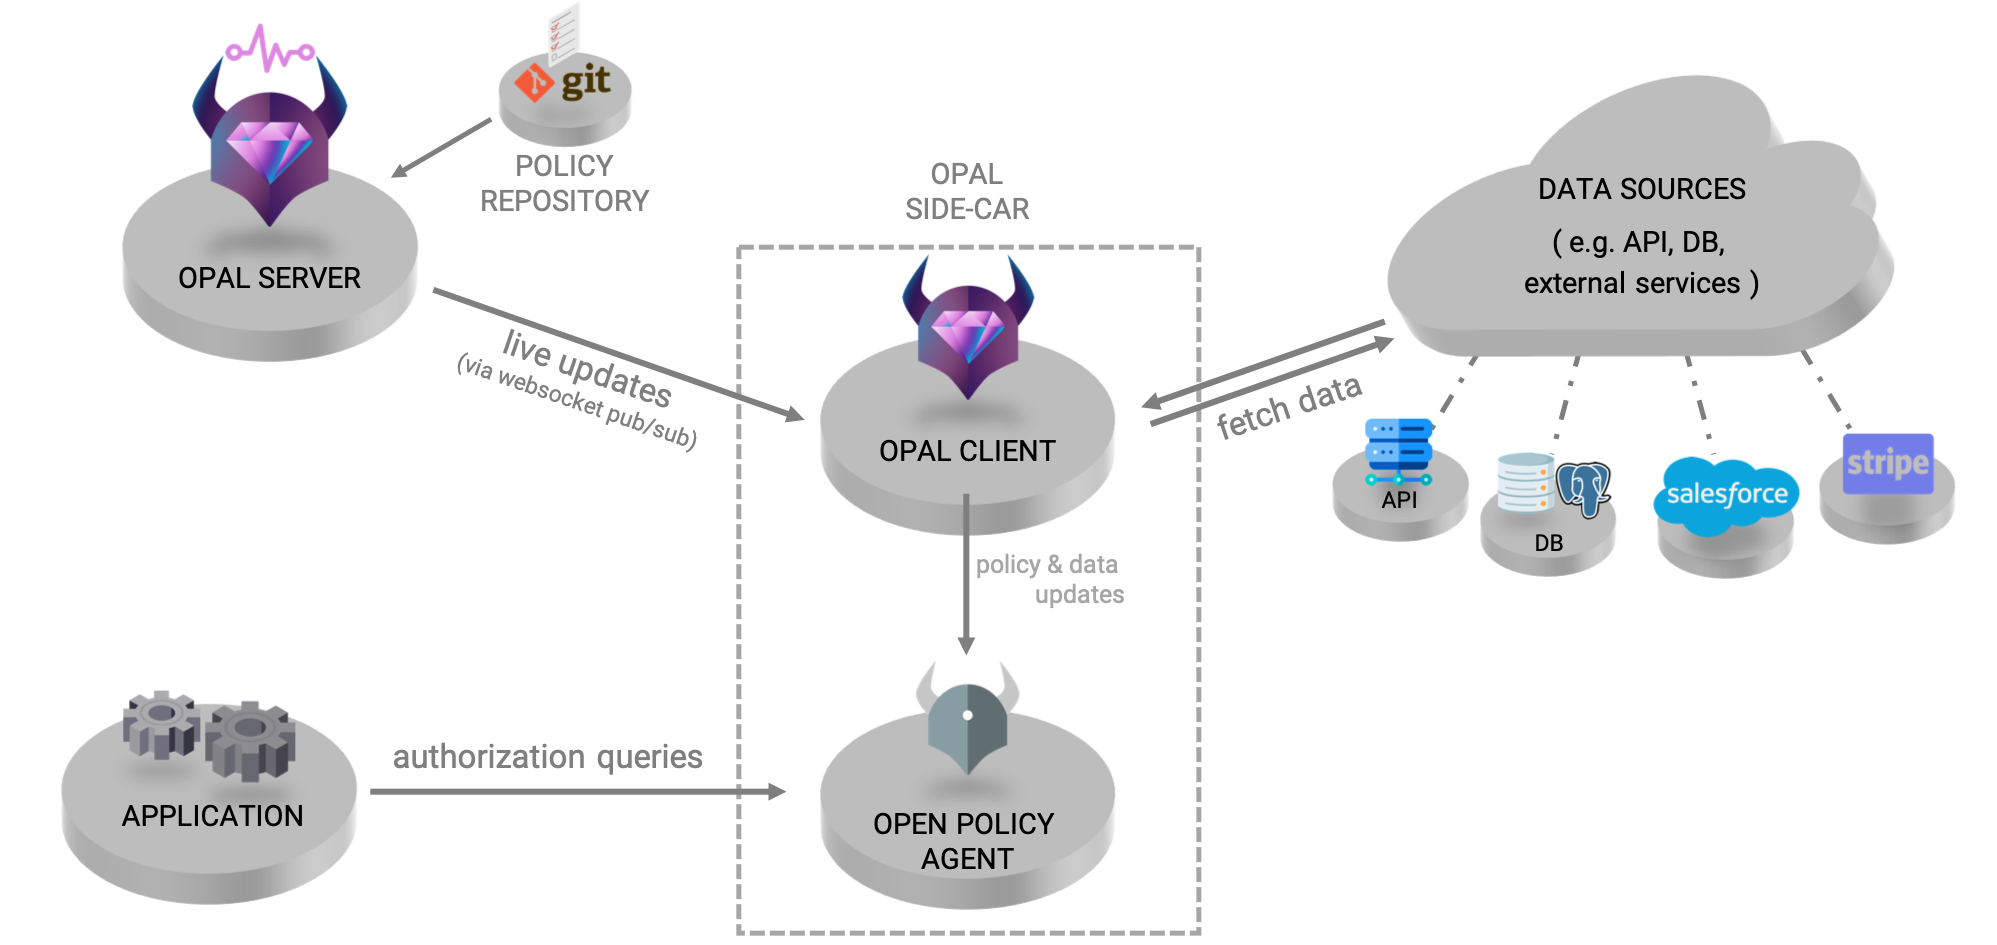 git
POLICY
REPOSITORY
OPAL SERVER
OPAL
SIDE-CAR
DATA SOURCES
( e.g. API, DB,
external services )
live updates
(via websocket pub/sub)
OPAL CLIENT
fetch data
API
DB
salesforce
stripe
policy & data
updates
authorization queries
APPLICATION
OPEN POLICY
AGENT